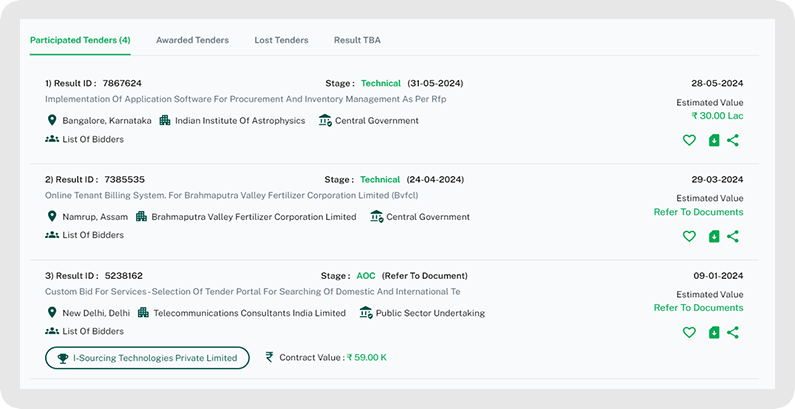 Participated Tenders (4) Awarded Tenders Lost Tenders Result TBA
1) Result ID : 7867624 Stage : Technical (31-05-2024) 28-05-2024
Implementation Of Application Software For Procurement And Inventory Management As Per Rfp
Estimated Value
Bangalore, Karnataka Indian Institute Of Astrophysics Central Government
₹ 30.00 Lac
List Of Bidders
2) Result ID : 7385535 Stage : Technical (24-04-2024) 29-03-2024
Online Tenant Billing System. For Brahmaputra Valley Fertilizer Corporation Limited (Bvfcl)
Estimated Value
Namrup, Assam Brahmaputra Valley Fertilizer Corporation Limited Central Government
Refer To Documents
List Of Bidders
3) Result ID : 5238162 Stage : AOC (Refer To Document) 09-01-2024
Custom Bid For Services - Selection Of Tender Portal For Searching Of Domestic And International Te
Estimated Value
New Delhi, Delhi Telecommunications Consultants India Limited Public Sector Undertaking
Refer To Documents
List Of Bidders
I-Sourcing Technologies Private Limited ₹ Contract Value : ₹ 59.00 K